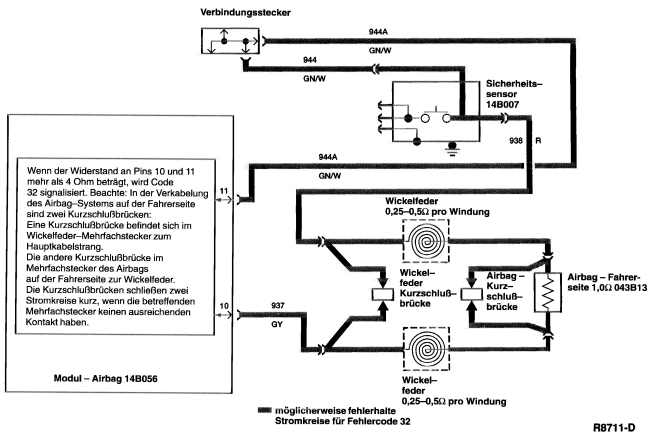 Verbindungsstecker
944A
GN/W
944
GN/W
Sicherheits–
sensor
14B007
938 R
944A
GN/W
Wenn der Widerstand an Pins 10 und 11
mehr als 4 Ohm beträgt, wird Code
32 signalisiert. Beachte: In der Verkabelung
des Airbag–Systems auf der Fahrerseite
sind zwei Kurzschlußbrücken:
Eine Kurzschlußbrücke befindet sich im
Wickelfeder–Mehrfachstecker zum
Hauptkabelstrang.
Die andere Kurzschlußbrücke im
Mehrfachstecker des Airbags
auf der Fahrerseite zur Wickelfeder.
Die Kurzschlußbrücken schließen zwei
Stromkreise kurz, wenn die betreffenden
Mehrfachstecker keinen ausreichenden
Kontakt haben.
11
10
Modul – Airbag 14B056
937
GY
Wickelfeder
0,25–0,5Ω pro Windung
Wickel–
feder
Kurzschluß–
brücke
Airbag –
Kurz–
schluß–
brücke
Airbag – Fahrer–
seite 1,0Ω 043B13
Wickel–
feder
0,25–0,5Ω pro Windung
möglicherweise fehlerhalte
Stromkreise für Fehlercode 32
R8711-D